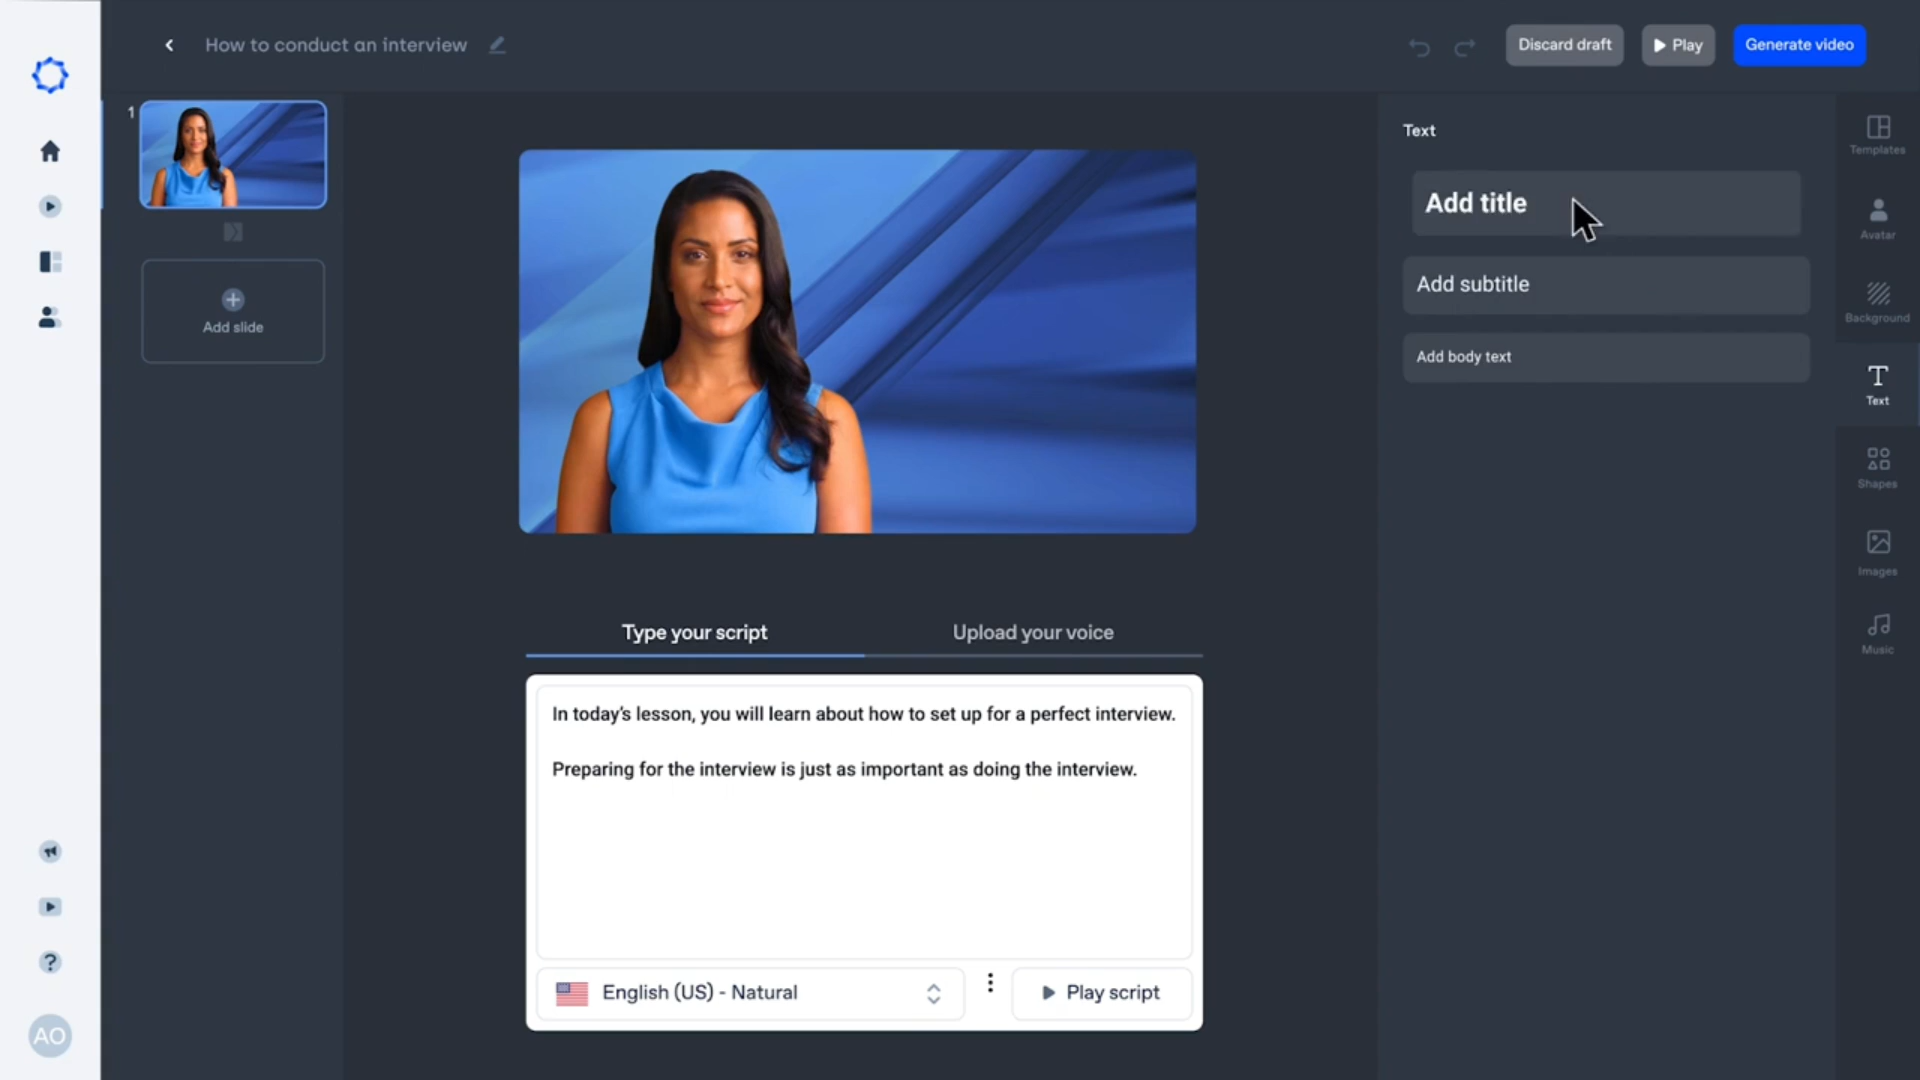 How to conduct an interview
Discard draft
Play
Generate video
1
Add slide
Text
Add title
Add subtitle
Add body text
Templates
Avatar
Background
Text
Shapes
Images
Music
Type your script
Upload your voice
In today's lesson, you will learn about how to set up for a perfect interview.
Preparing for the interview is just as important as doing the interview.
English (US) - Natural
Play script
?
AO